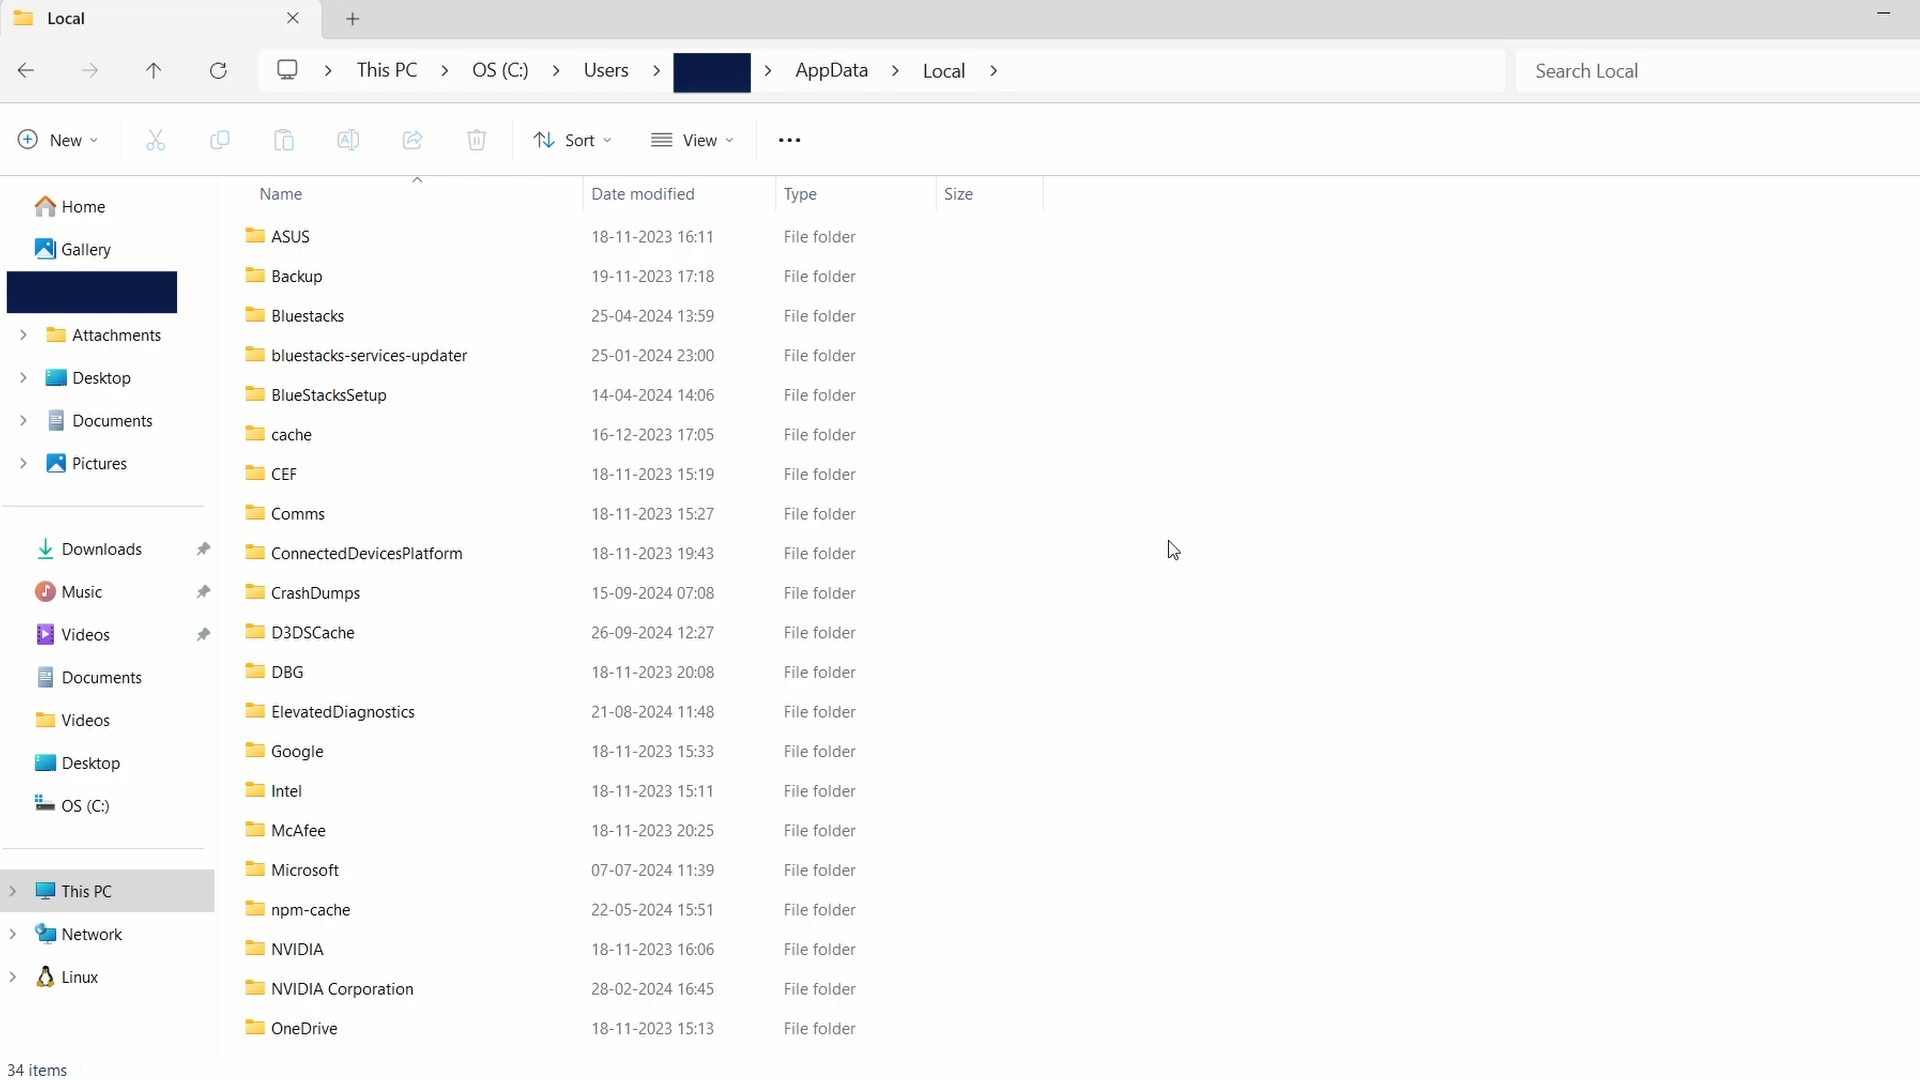 Local
This PC > OS (C:) > Users > > AppData > Local >
Search Local
New
Sort
View
Name Date modified Type Size
Home
Gallery
Attachments
Desktop
Documents
Pictures
Downloads
Music
Videos
Documents
Videos
Desktop
OS (C:)
This PC
Network
Linux
ASUS 18-11-2023 16:11 File folder
Backup 19-11-2023 17:18 File folder
Bluestacks 25-04-2024 13:59 File folder
bluestacks-services-updater 25-01-2024 23:00 File folder
BlueStacksSetup 14-04-2024 14:06 File folder
cache 16-12-2023 17:05 File folder
CEF 18-11-2023 15:19 File folder
Comms 18-11-2023 15:27 File folder
ConnectedDevicesPlatform 18-11-2023 19:43 File folder
CrashDumps 15-09-2024 07:08 File folder
D3DSCache 26-09-2024 12:27 File folder
DBG 18-11-2023 20:08 File folder
ElevatedDiagnostics 21-08-2024 11:48 File folder
Google 18-11-2023 15:33 File folder
Intel 18-11-2023 15:11 File folder
McAfee 18-11-2023 20:25 File folder
Microsoft 07-07-2024 11:39 File folder
npm-cache 22-05-2024 15:51 File folder
NVIDIA 18-11-2023 16:06 File folder
NVIDIA Corporation 28-02-2024 16:45 File folder
OneDrive 18-11-2023 15:13 File folder
34 items